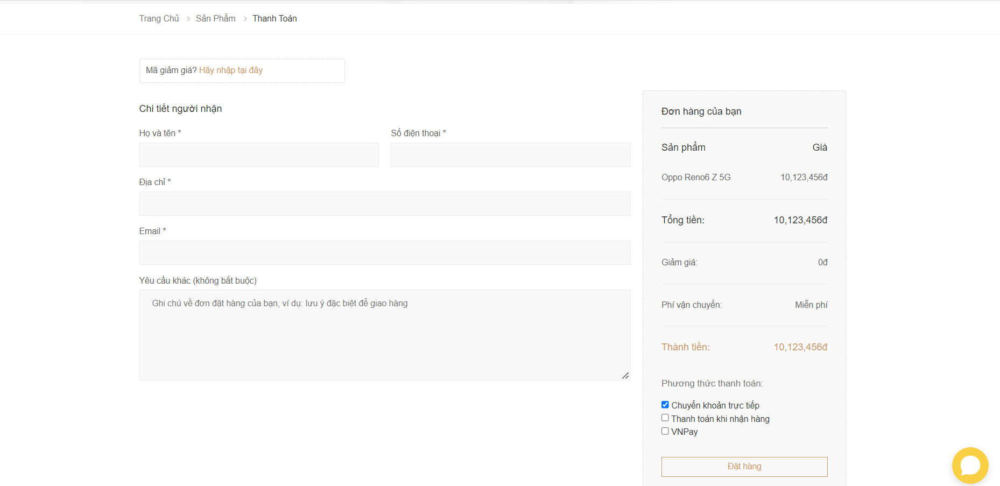 Trang Chủ > Sản Phẩm > Thanh Toán
Mã giảm giá? Hãy nhập tại đây
Chi tiết người nhận
Họ và tên *
Số điện thoại *
Địa chỉ *
Email *
Yêu cầu khác (không bắt buộc)
Ghi chú về đơn đặt hàng của bạn, ví dụ: lưu ý đặc biệt để giao hàng
Đơn hàng của bạn
Sản phẩm Giá
Oppo Reno6 Z 5G 10,123,456đ
Tổng tiền: 10,123,456đ
Giảm giá: 0đ
Phí vận chuyển: Miễn phí
Thành tiền: 10,123,456đ
Phương thức thanh toán:
Chuyển khoản trực tiếp
Thanh toán khi nhận hàng
VNPay
Đặt hàng